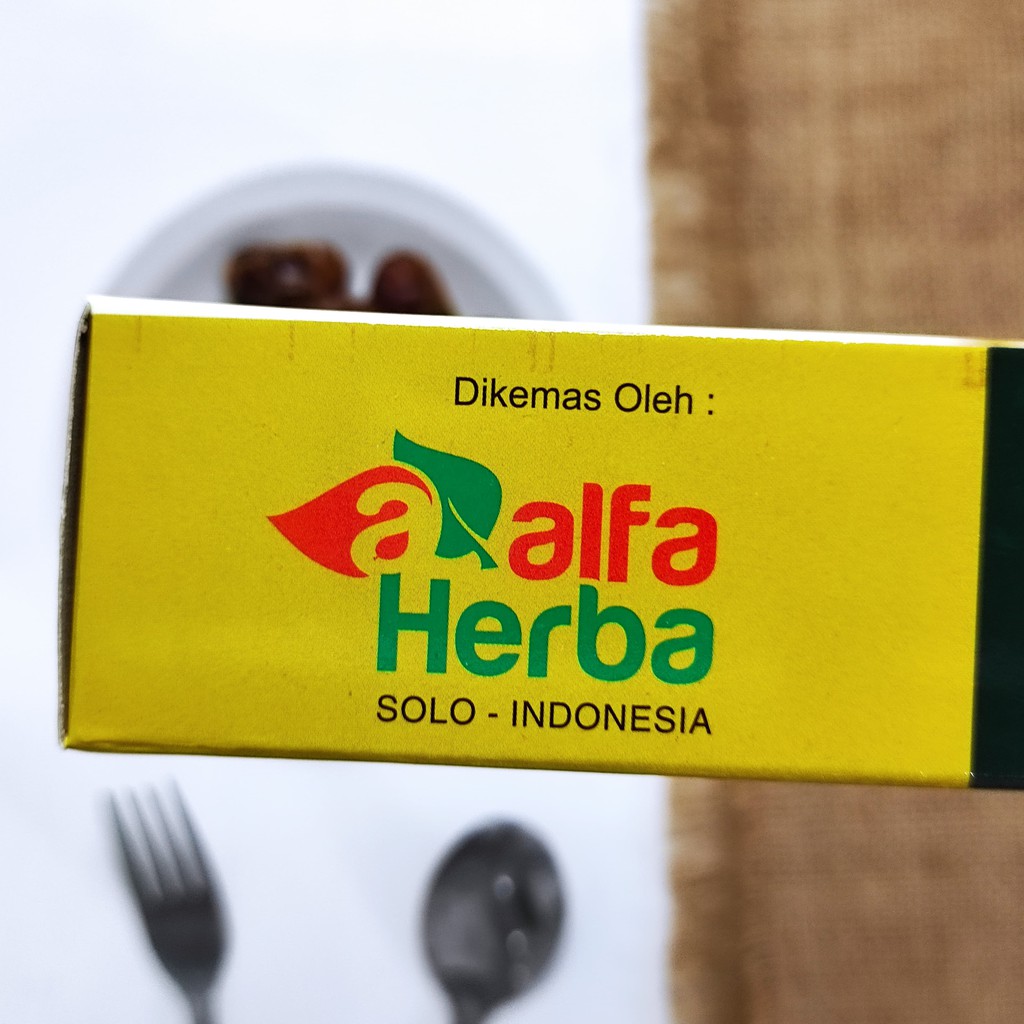 Dikemas Oleh :
a alfa
Herba
SOLO - INDONESIA